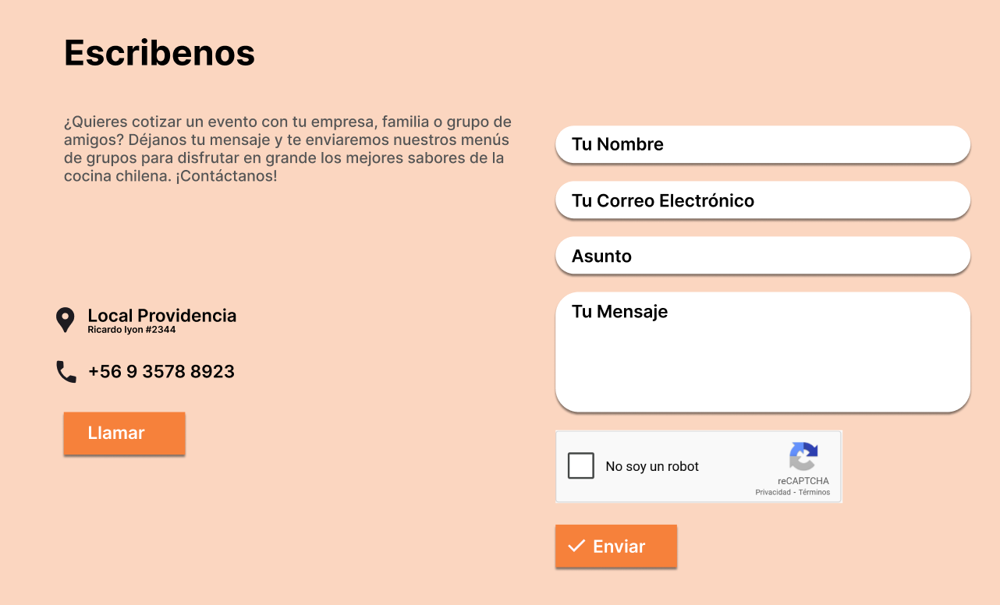 Escribenos
¿Quieres cotizar un evento con tu empresa, familia o grupo de
amigos? Déjanos tu mensaje y te enviaremos nuestros menús
de grupos para disfrutar en grande los mejores sabores de la
cocina chilena. ¡Contáctanos!
Local Providencia
Ricardo lyon #2344
+56 9 3578 8923
Llamar
Tu Nombre
Tu Correo Electrónico
Asunto
Tu Mensaje
No soy un robot
reCAPTCHA
Privacidad - Términos
Enviar